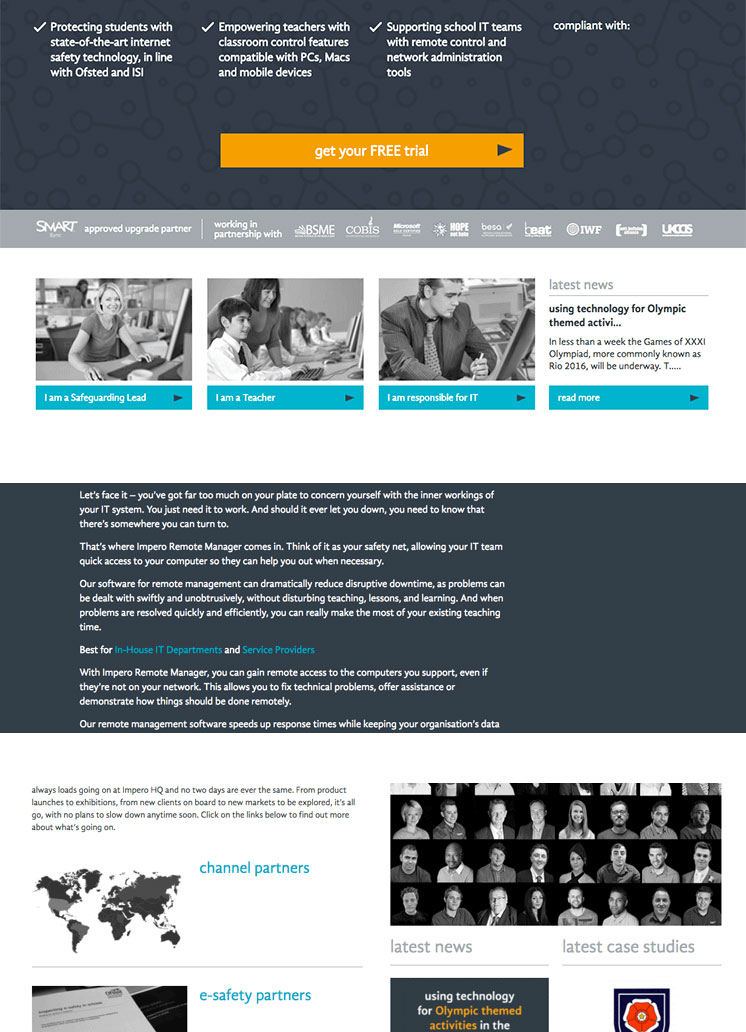 Protecting students with
state-of-the-art internet
safety technology, in line
with Ofsted and ISI
Empowering teachers with
classroom control features
compatible with PCs, Macs
and mobile devices
Supporting school IT teams
with remote control and
network administration
tools
compliant with:
get your FREE trial
SMART
approved upgrade partner
working in
partnership with
BSME
COBIS
Microsoft
HOPE
not hate
besa
beat
IWF
UKCIS
I am a Safeguarding Lead
I am a Teacher
I am responsible for IT
latest news
using technology for Olympic
themed activi...
In less than a week the Games of XXXI
Olympiad, more commonly known as
Rio 2016, will be underway. T.....
read more
Let's face it – you've got far too much on your plate to concern yourself with the inner workings of
your IT system. You just need it to work. And should it ever let you down, you need to know that
there's somewhere you can turn to.
That's where Impero Remote Manager comes in. Think of it as your safety net, allowing your IT team
quick access to your computer so they can help you out when necessary.
Our software for remote management can dramatically reduce disruptive downtime, as problems can
be dealt with swiftly and unobtrusively, without disturbing teaching, lessons, and learning. And when
problems are resolved quickly and efficiently, you can really make the most of your existing teaching
time.
Best for In-House IT Departments and Service Providers
With Impero Remote Manager, you can gain remote access to the computers you support, even if
they're not on your network. This allows you to fix technical problems, offer assistance or
demonstrate how things should be done remotely.
Our remote management software speeds up response times while keeping your organisation's data
always loads going on at Impero HQ and no two days are ever the same. From product
launches to exhibitions, from new clients on board to new markets to be explored, it's all
go, with no plans to slow down anytime soon. Click on the links below to find out more
about what's going on.
channel partners
e-safety partners
latest news
latest case studies
using technology
for Olympic themed
activities in the